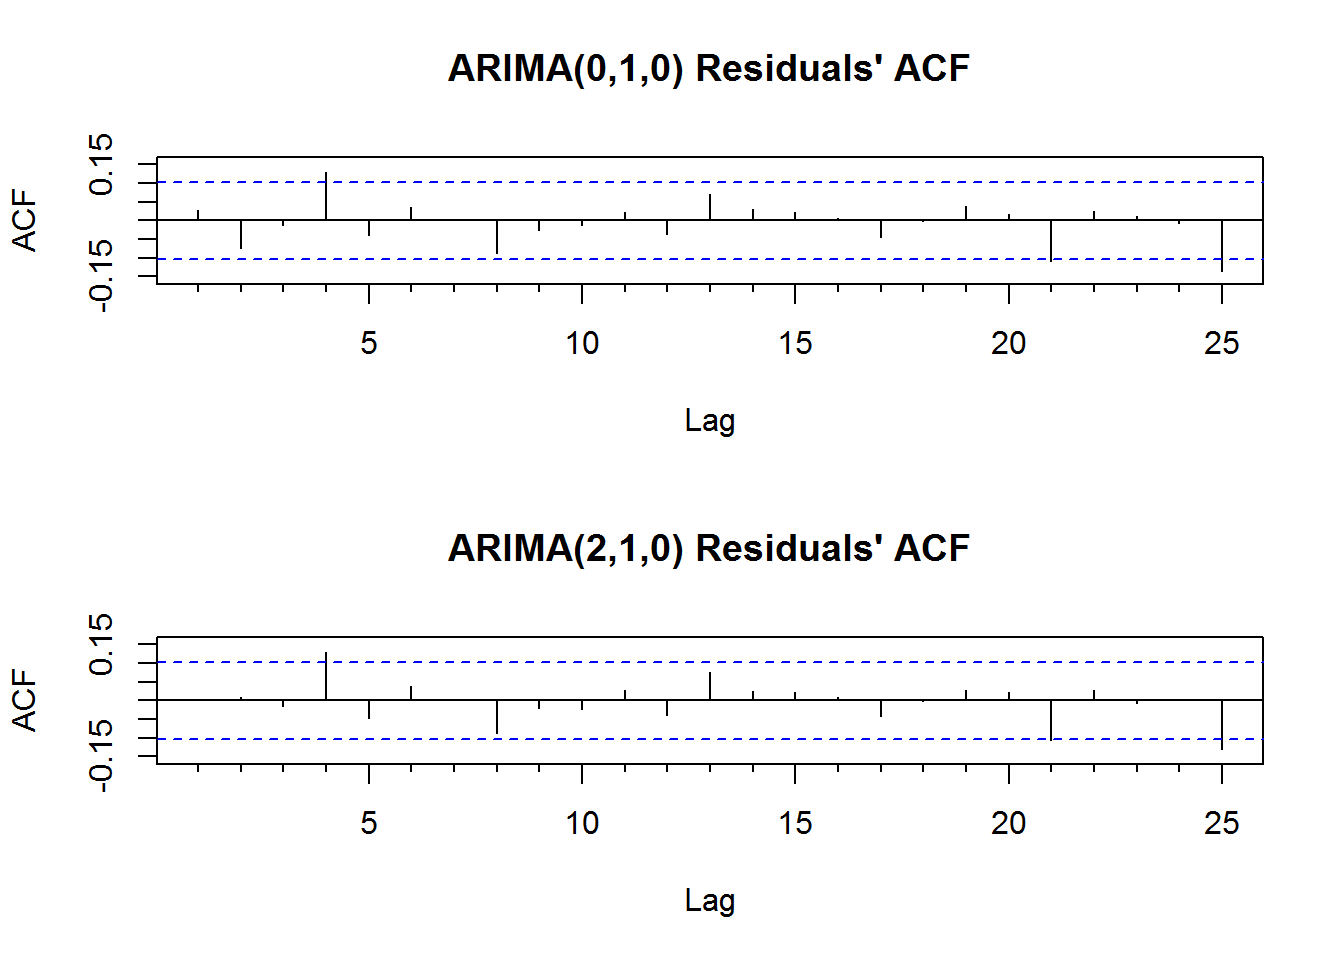 ARIMA(0,1,0) Residuals' ACF
ACF
0.15
-0.15
5 10 15 20 25
Lag
ARIMA(2,1,0) Residuals' ACF
ACF
0.15
-0.15
5 10 15 20 25
Lag